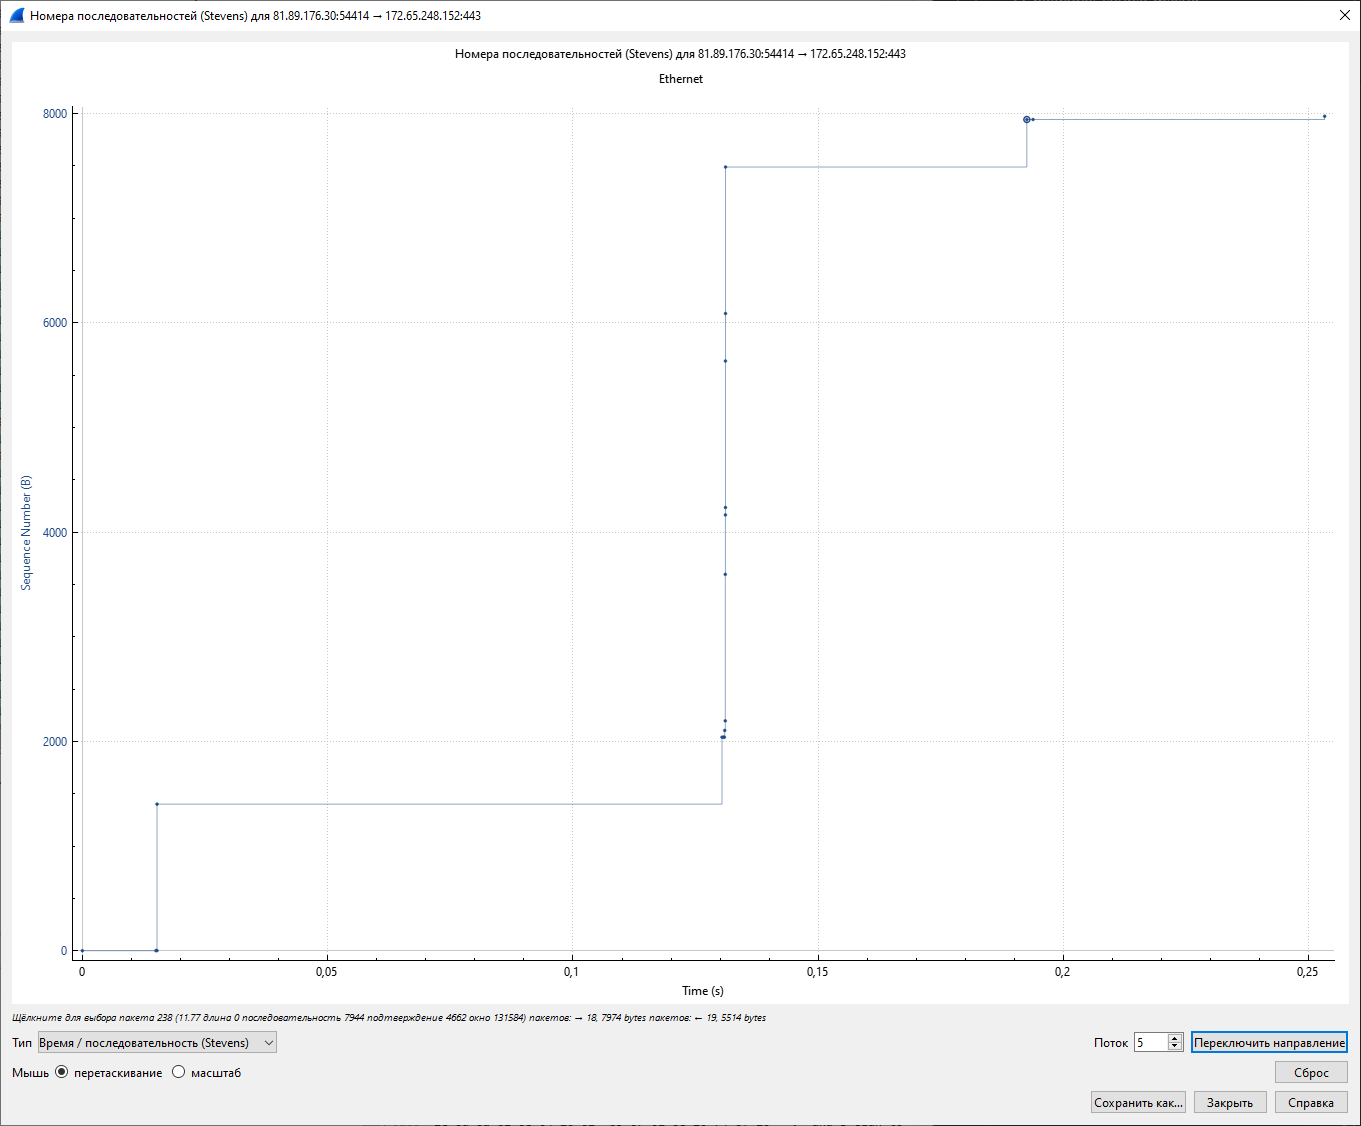 Номера последовательностей (Stevens) для 81.89.176.30:54414 → 172.65.248.152:443
Номера последовательностей (Stevens) для 81.89.176.30:54414 → 172.65.248.152:443
Ethernet
8000
6000
4000
2000
0
Sequence Number (B)
0
0,05
0,1
0,15
0,2
0,25
Time (s)
Щёлкните для выбора пакета 238 (11.77 длина 0 последовательность 7944 подтверждение 4662 окно 131584) пакетов: → 18, 7974 bytes пакетов: ← 19, 5514 bytes
Тип Время / последовательность (Stevens) Поток 5 Переключить направление
Мышь перетаскивание масштаб Сброс
Сохранить как... Закрыть Справка